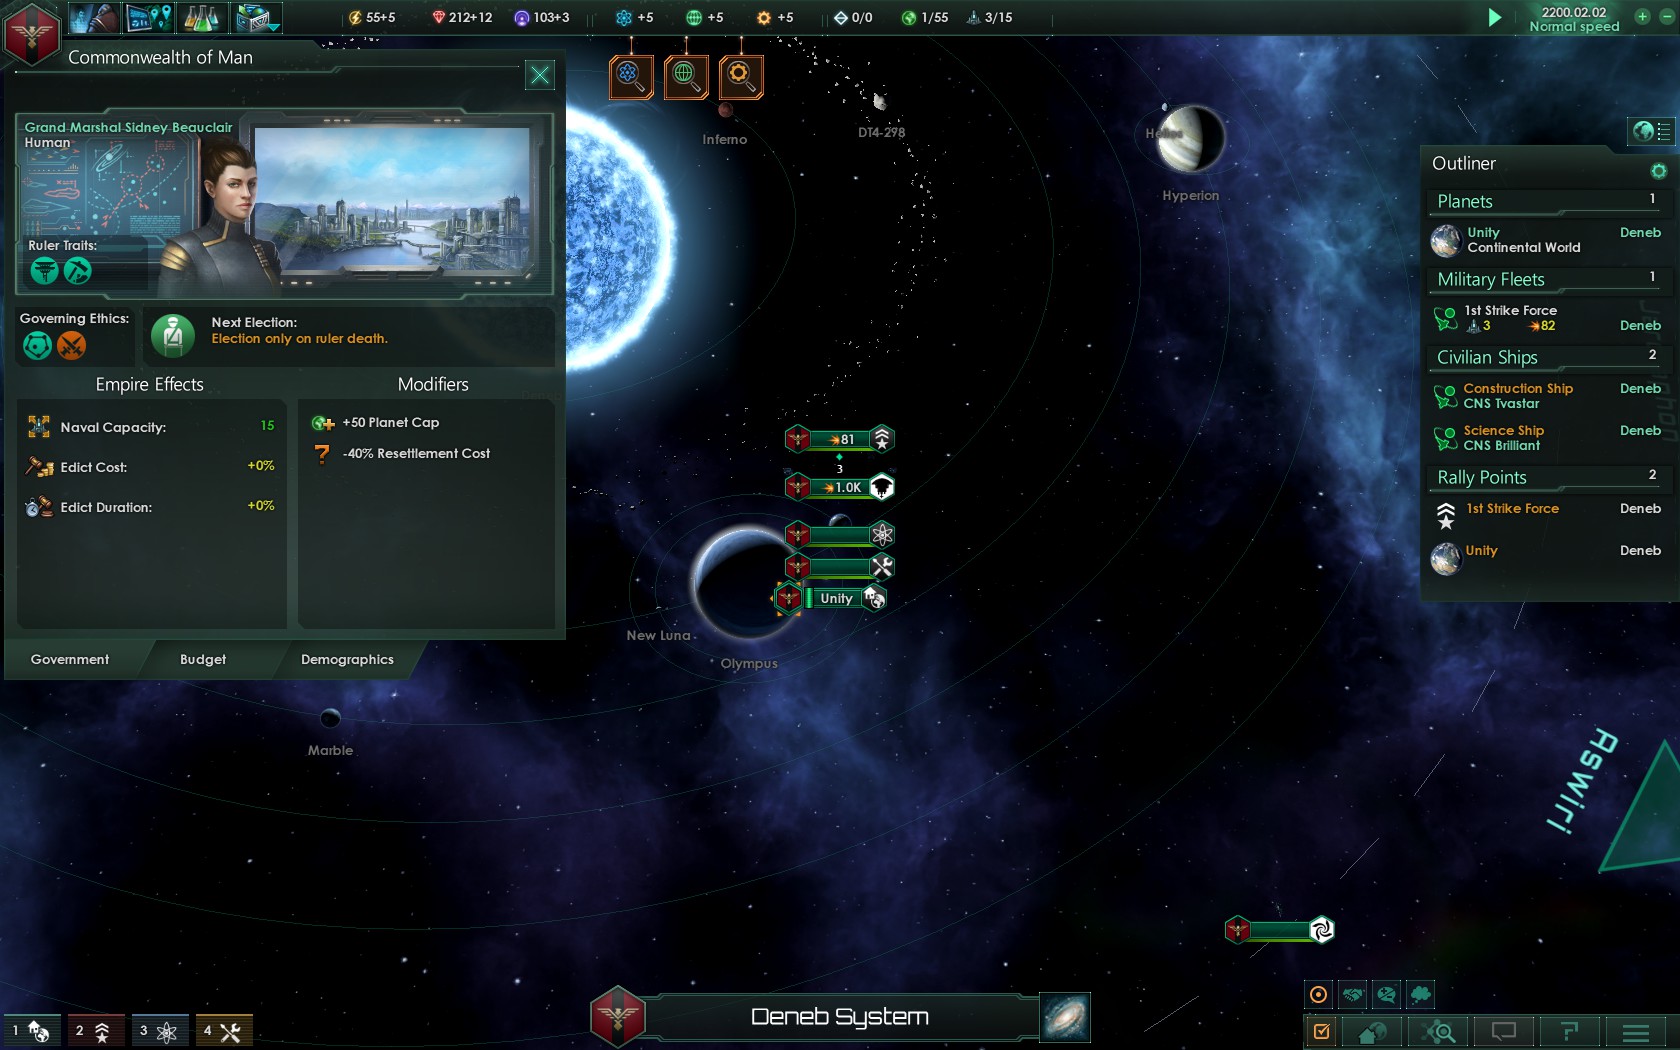 55+5
212+12
103+3
+5
+5
+5
0/0
1/55
3/15
2200.02.02
Normal speed
Commonwealth of Man
Grand Marshal Sidney Beauclair
Human
Ruler Traits:
Governing Ethics:
Next Election:
Election only on ruler death.
Empire Effects
Modifiers
Naval Capacity:
15
Edict Cost:
+0%
Edict Duration:
+0%
+50 Planet Cap
-40% Resettlement Cost
Government
Budget
Demographics
Inferno
DT4-298
Helios
Hyperion
81
3
1.0K
Unity
New Luna
Olympus
Marble
Outliner
Planets
1
Unity
Deneb
Continental World
Military Fleets
1
1st Strike Force
3
82
Deneb
Civilian Ships
2
Construction Ship
Deneb
CNS Tvastar
Science Ship
Deneb
CNS Brilliant
Rally Points
2
1st Strike Force
Deneb
Unity
Deneb
Aswiri
1
2
3
4
Deneb System